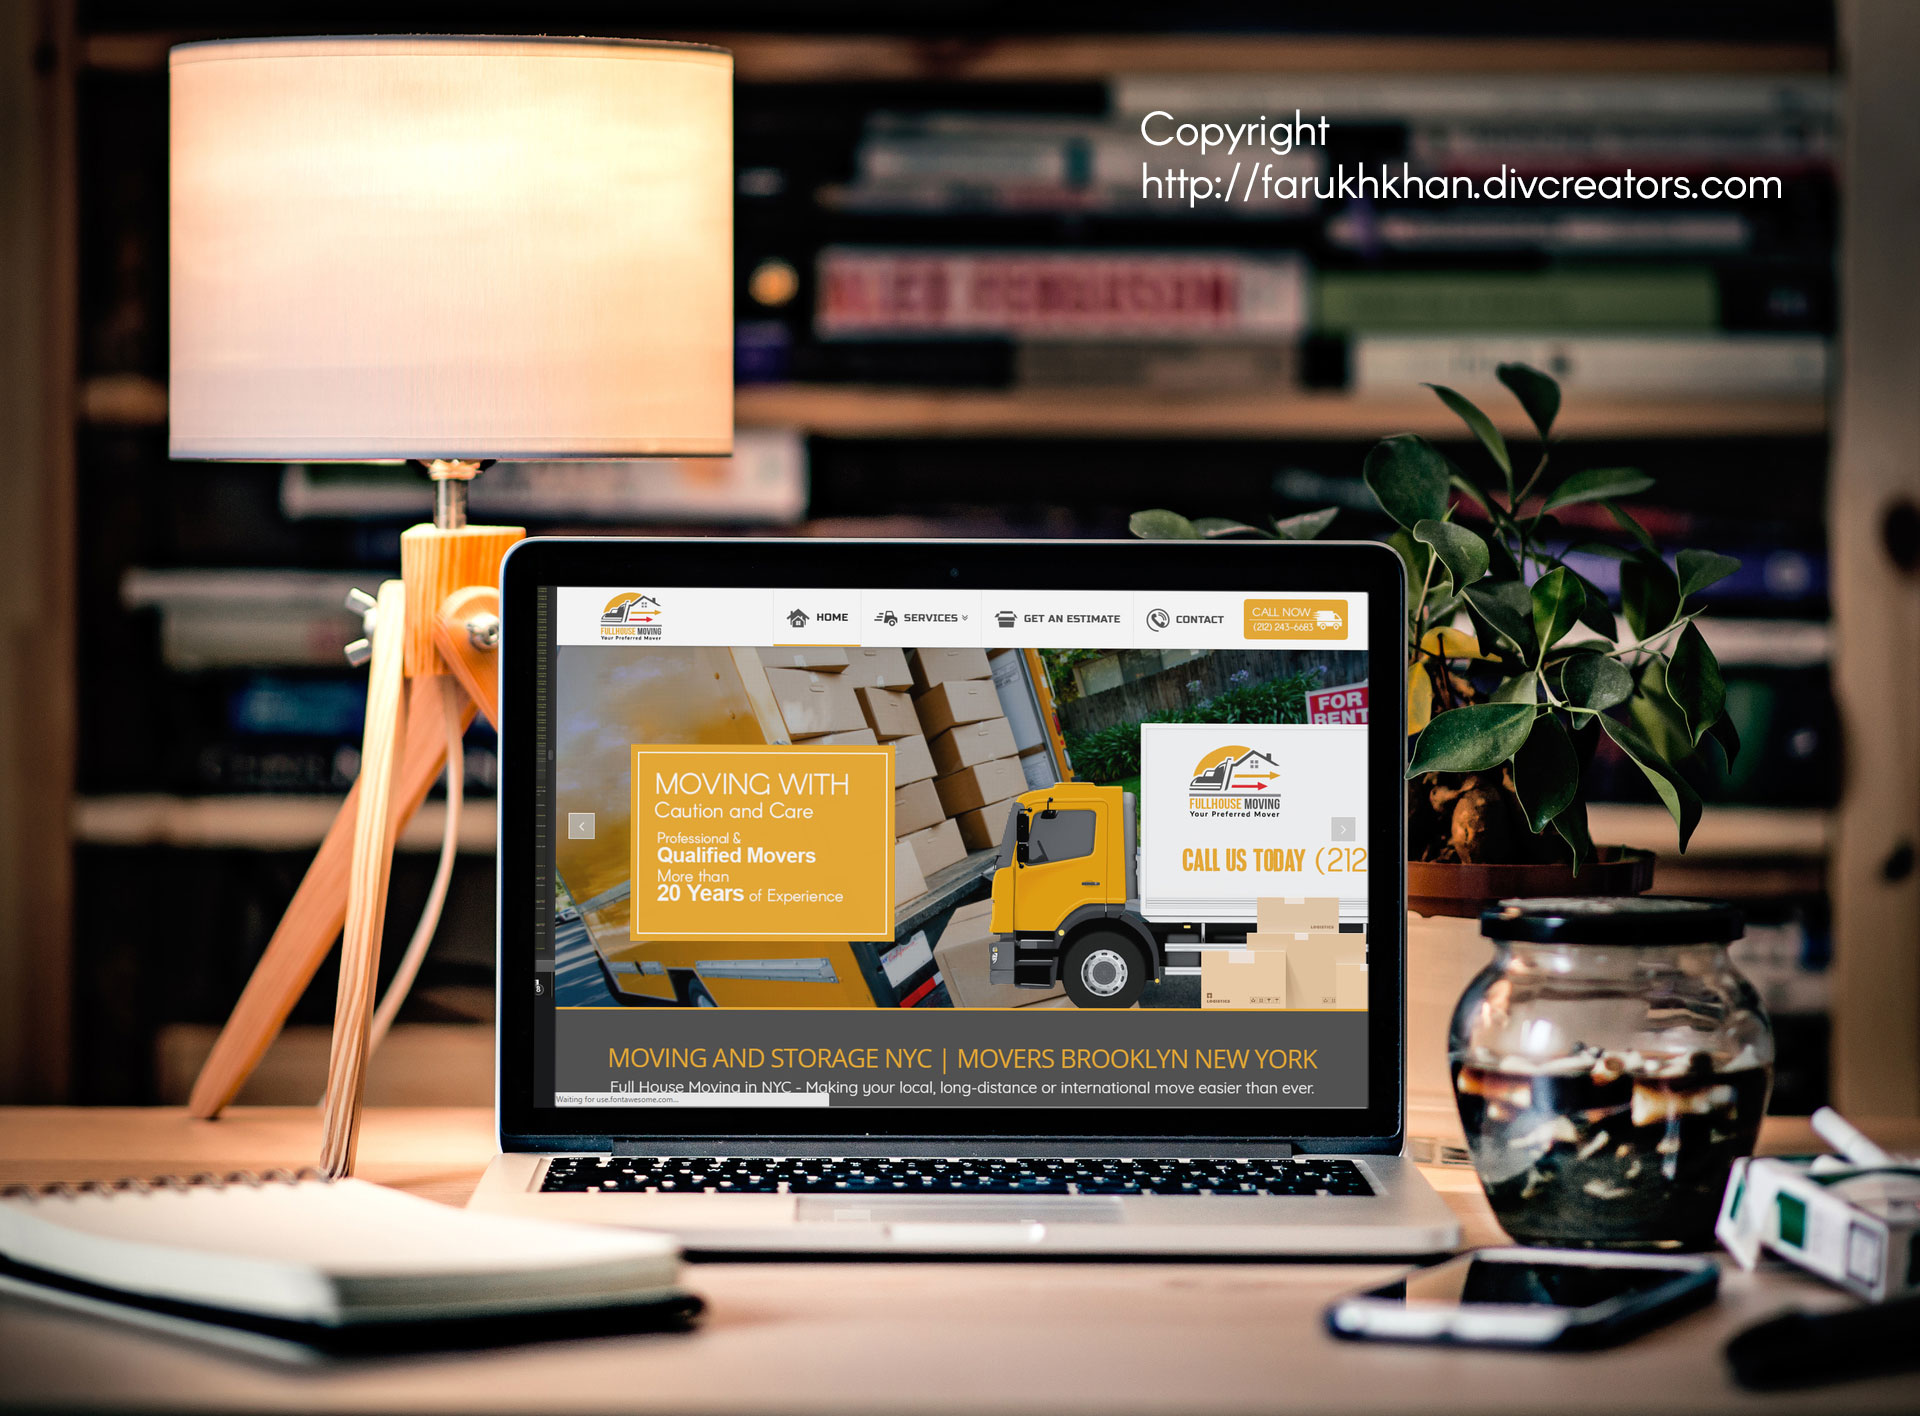 Copyright
http://farukhkhan.divcreators.com
FULLHOUSE MOVING
Your Preferred Mover
HOME
SERVICES
GET AN ESTIMATE
CONTACT
CALL NOW
(212) 243-6683
FOR
RENT
MOVING WITH
Caution and Care
Professional &
Qualified Movers
More than
20 Years of Experience
FULLHOUSE MOVING
Your Preferred Mover
CALL US TODAY (212
LOGISTICS
LOGISTICS
MOVING AND STORAGE NYC | MOVERS BROOKLYN NEW YORK
Full House Moving in NYC - Making your local, long-distance or international move easier than ever.
Waiting for use.fontawesome.com...